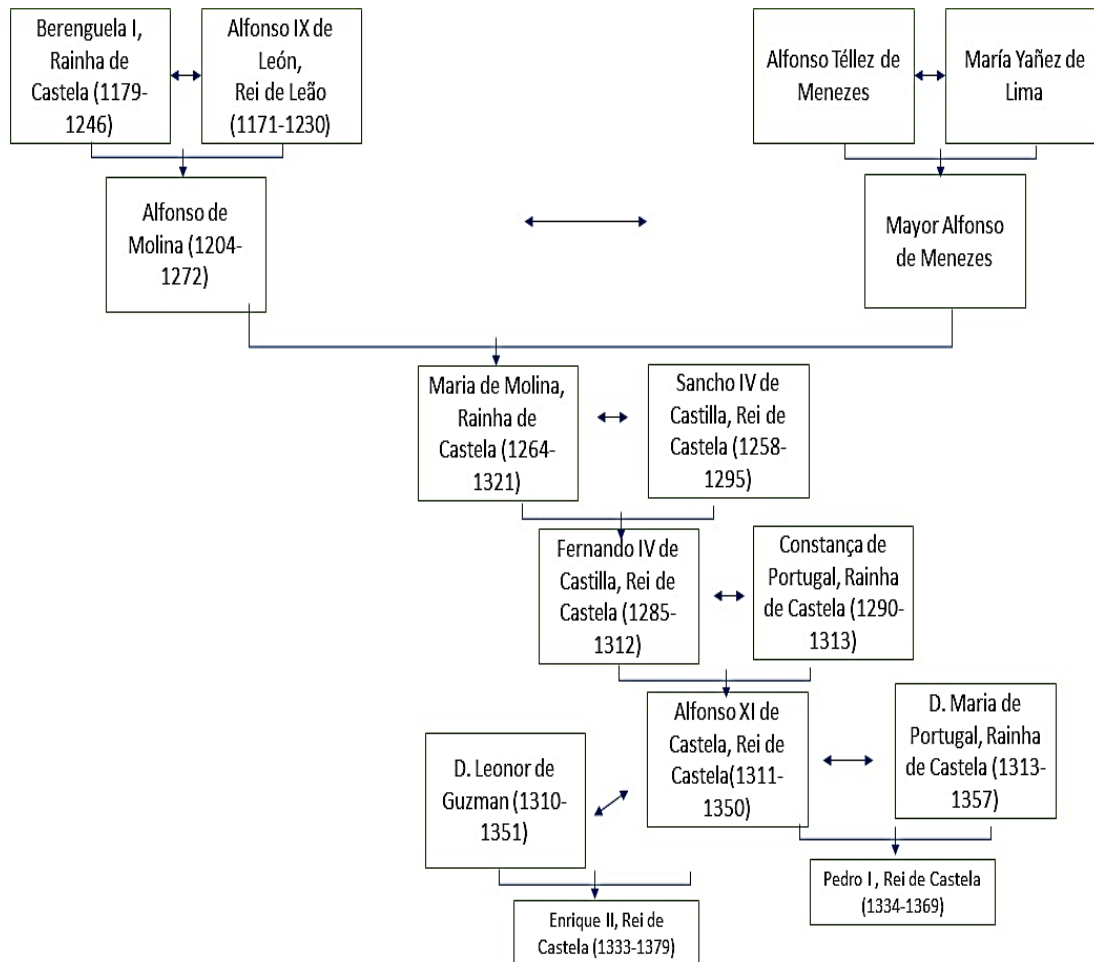 Berenguela I,
Rainha de
Castela (1179-
1246)
Alfonso IX de
León,
Rei de Leão
(1171-1230)
Alfonso Téllez de
Menezes
María Yañez de
Lima
Alfonso de
Molina (1204-
1272)
Mayor Alfonso
de Menezes
Maria de Molina,
Rainha de
Castela (1264-
1321)
Sancho IV de
Castilla, Rei de
Castela (1258-
1295)
Fernando IV de
Castilla, Rei de
Castela (1285-
1312)
Constança de
Portugal, Rainha
de Castela (1290-
1313)
Alfonso XI de
Castela, Rei de
Castela(1311-
1350)
D. Maria de
Portugal, Rainha
de Castela (1313-
1357)
D. Leonor de
Guzman (1310-
1351)
Pedro I , Rei de Castela
(1334-1369)
Enrique II, Rei de
Castela (1333-1379)